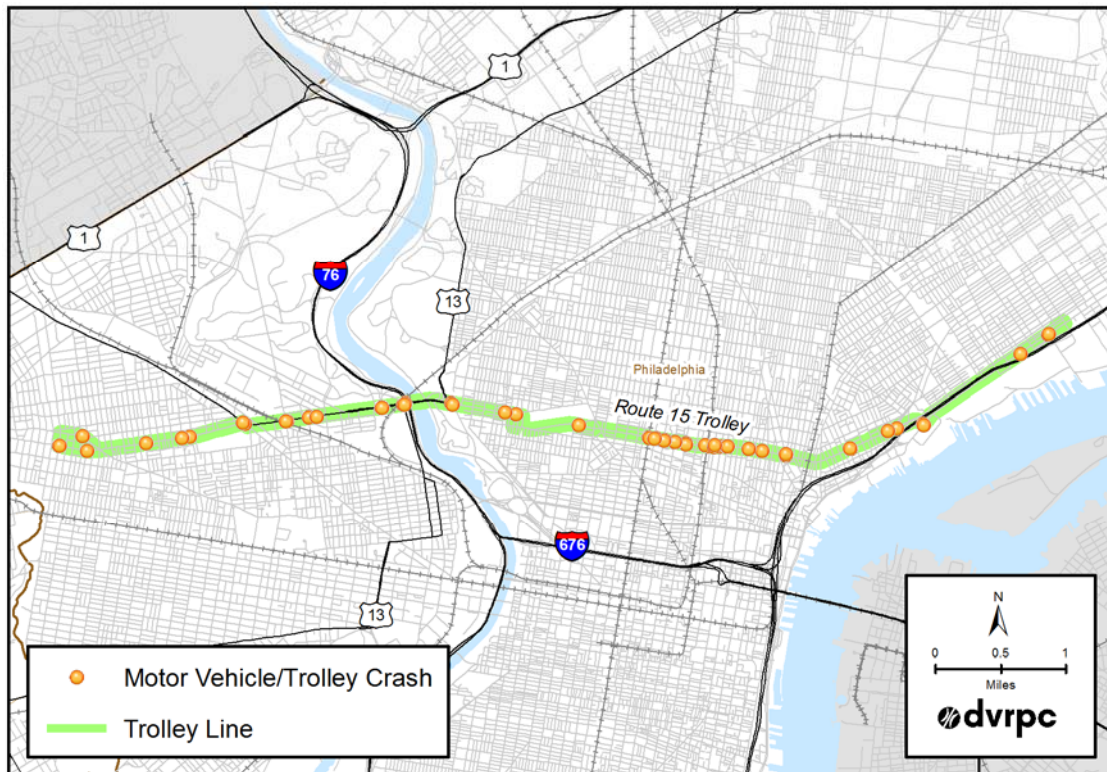 1
1
76
13
Philadelphia
Route 15 Trolley
676
13
Motor Vehicle/Trolley Crash
Trolley Line
N
0 0.5 1
Miles
dvrpc